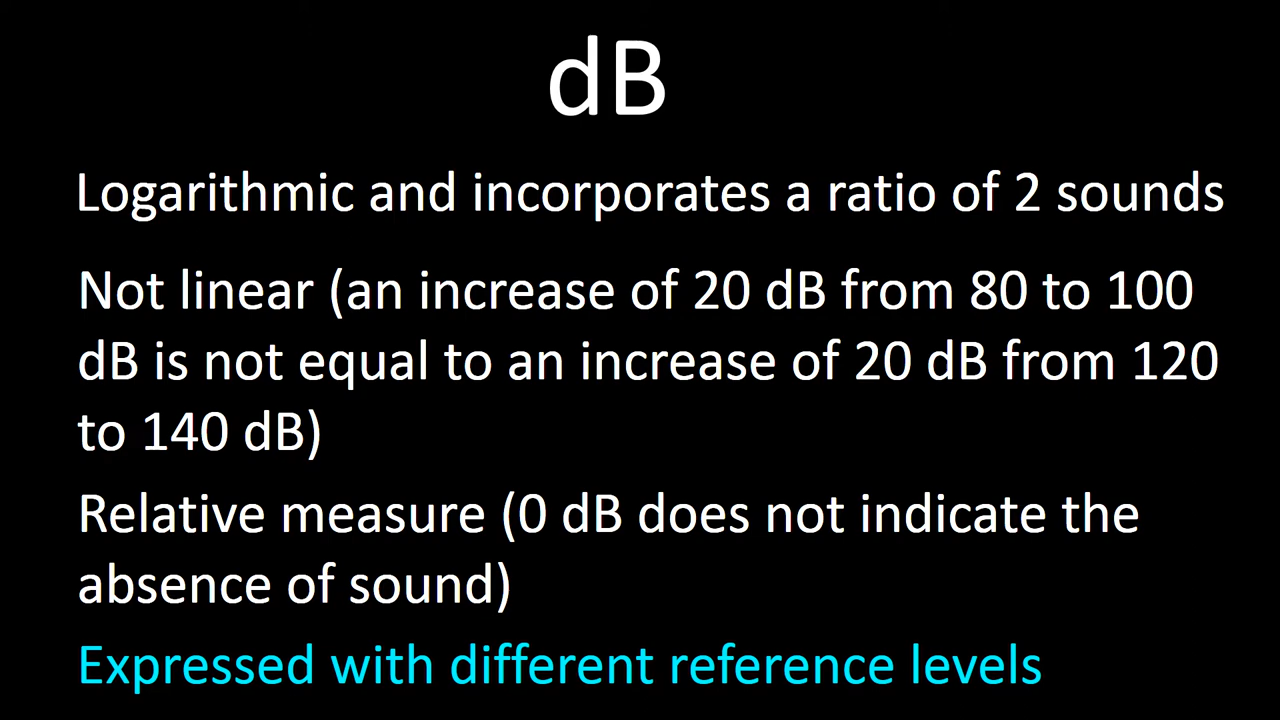 dB
Logarithmic and incorporates a ratio of 2 sounds
Not linear (an increase of 20 dB from 80 to 100
dB is not equal to an increase of 20 dB from 120
to 140 dB)
Relative measure (0 dB does not indicate the
absence of sound)
Expressed with different reference levels